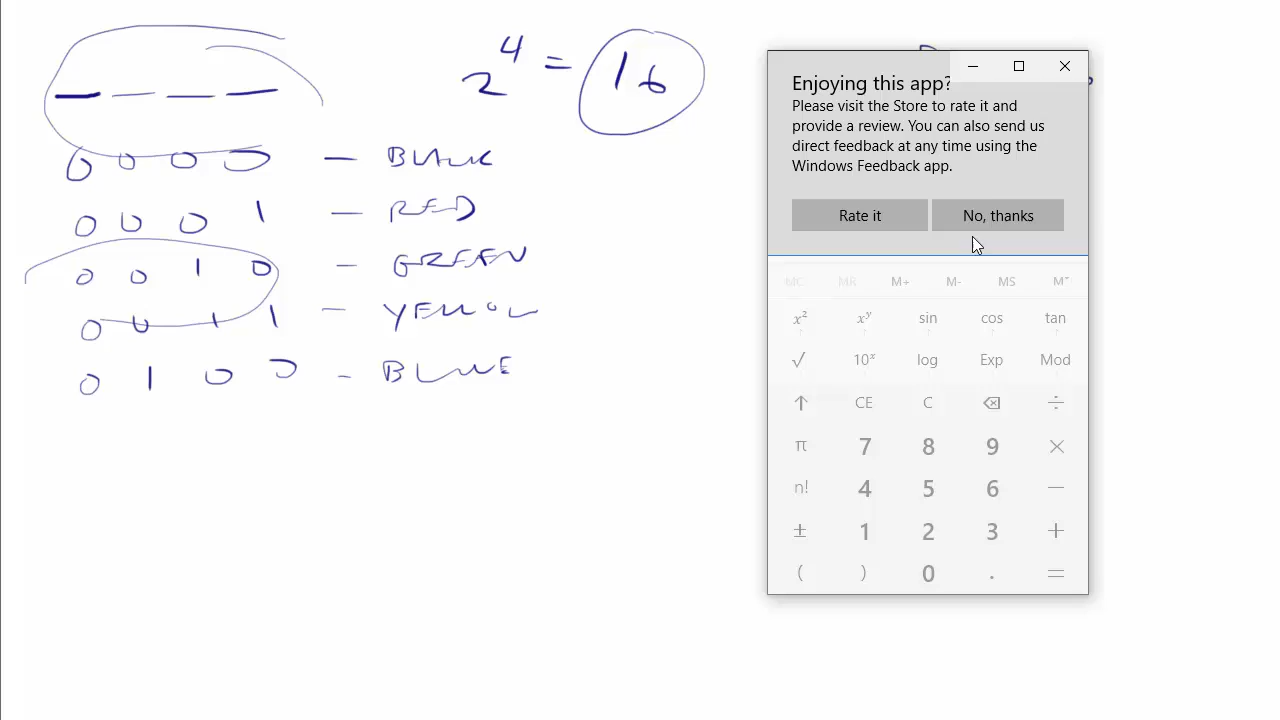 2^4 = 16
0 0 0 0 - BLACK
0 0 0 1 - RED
0 0 1 0 - GREEN
0 0 1 1 - YELLOW
0 1 0 0 - BLUE
Enjoying this app?
Please visit the Store to rate it and
provide a review. You can also send us
direct feedback at any time using the
Windows Feedback app.
Rate it No, thanks
MC MR M+ M- MS M˅
x² xʸ sin cos tan
√ 10ˣ log Exp Mod
↑ CE C ⌫ ÷
π 7 8 9 ×
n! 4 5 6 −
± 1 2 3 +
( ) 0 . =